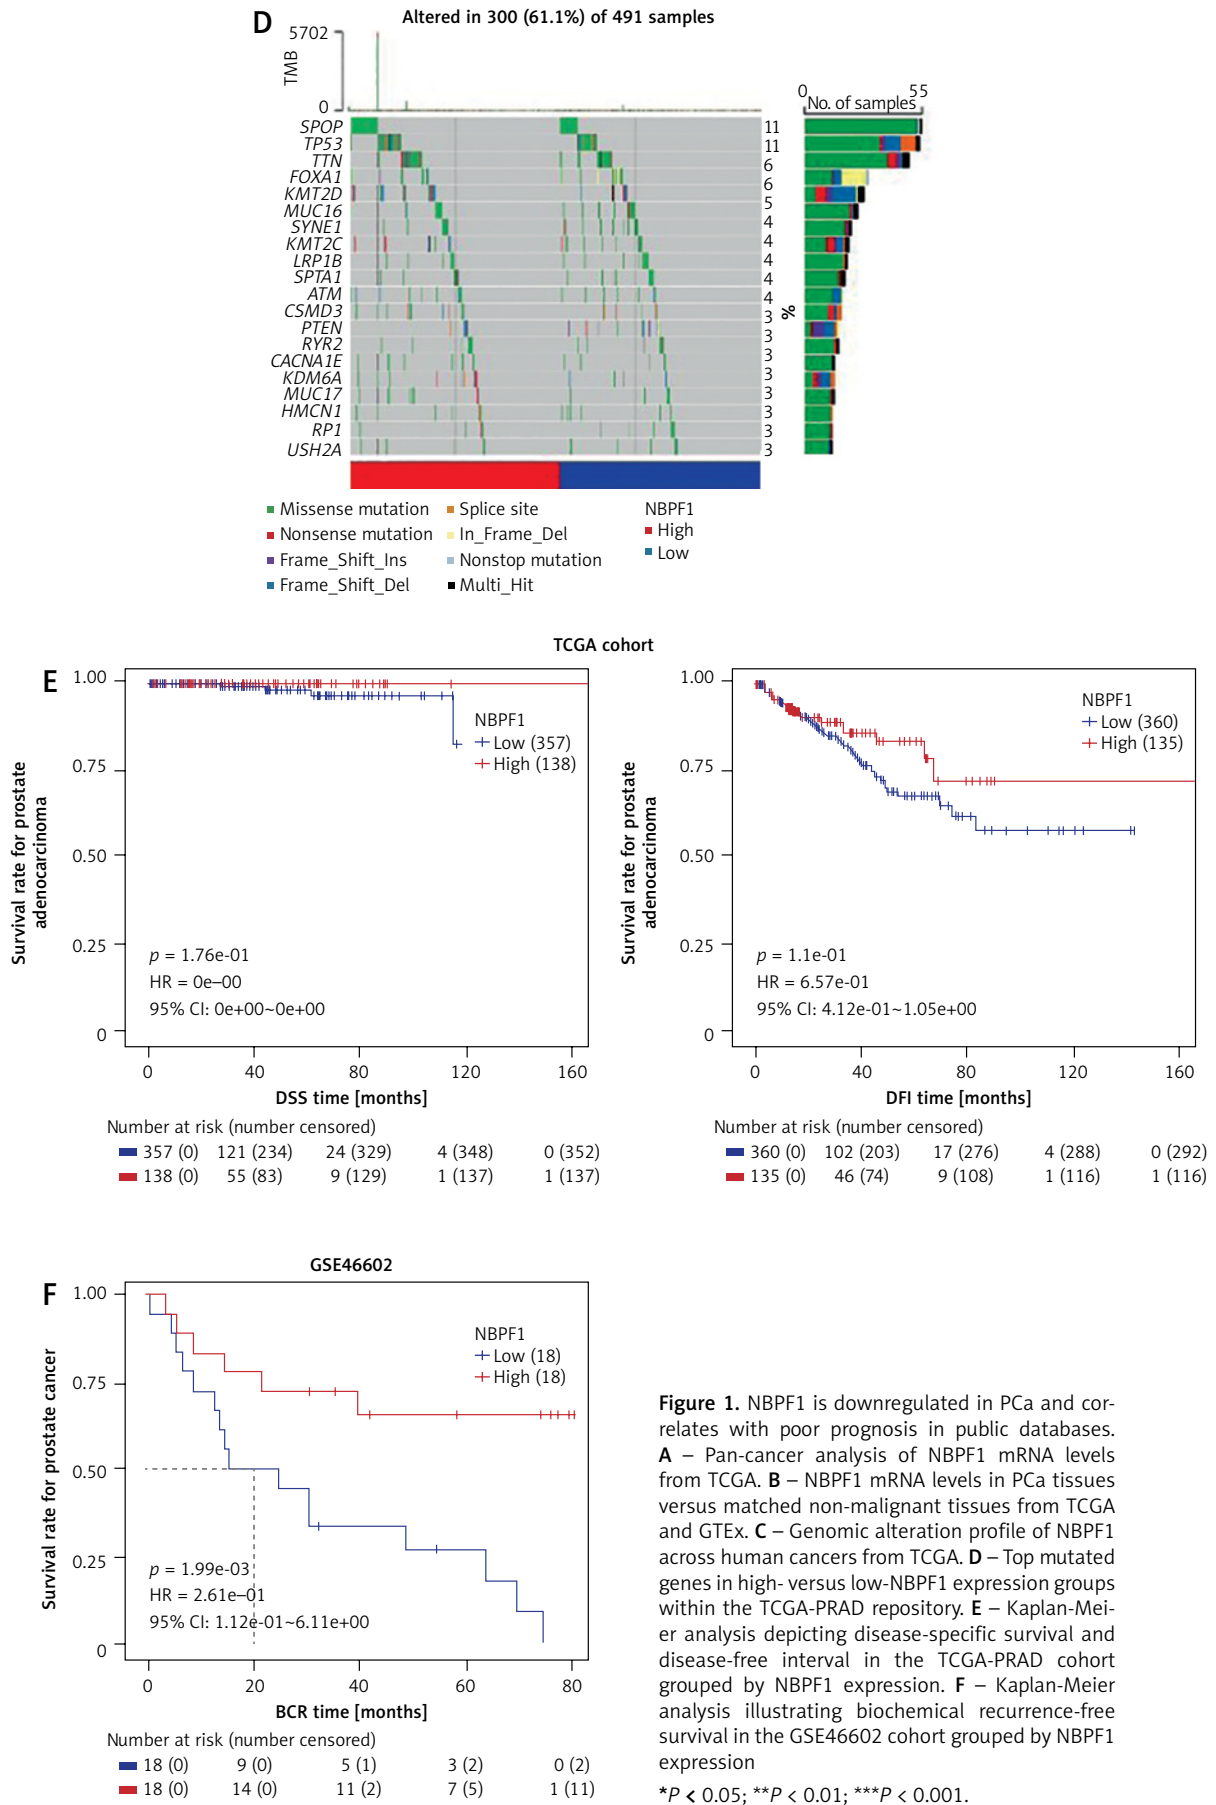 D
Altered in 300 (61.1%) of 491 samples
5702
TMB
0
0 55
No. of samples
SPOP 11
TP53 11
TTN 6
FOXA1 6
KMT2D 5
MUC16 4
SYNE1 4
KMT2C 4
LRP1B 4
SPTA1 4
ATM 3
CSMD3 3
PTEN 3
RYR2 3
CACNA1E 3
KDM6A 3
MUC17 3
HMCN1 3
RP1 3
USH2A
%
Missense mutation Splice site NBPF1
Nonsense mutation In_Frame_Del High
Frame_Shift_Ins Nonstop mutation Low
Frame_Shift_Del Multi_Hit
TCGA cohort
E
Survival rate for prostate
adenocarcinoma
1.00
0.75
0.50
0.25
0
NBPF1
Low (357)
High (138)
p = 1.76e-01
HR = 0e–00
95% CI: 0e+00~0e+00
0 40 80 120 160
DSS time [months]
Number at risk (number censored)
357 (0) 121 (234) 24 (329) 4 (348) 0 (352)
138 (0) 55 (83) 9 (129) 1 (137) 1 (137)
Survival rate for prostate
adenocarcinoma
1.00
0.75
0.50
0.25
0
NBPF1
Low (360)
High (135)
p = 1.1e-01
HR = 6.57e-01
95% CI: 4.12e-01~1.05e+00
0 40 80 120 160
DFI time [months]
Number at risk (number censored)
360 (0) 102 (203) 17 (276) 4 (288) 0 (292)
135 (0) 46 (74) 9 (108) 1 (116) 1 (116)
F
GSE46602
Survival rate for prostate cancer
1.00
0.75
0.50
0.25
0
NBPF1
Low (18)
High (18)
p = 1.99e-03
HR = 2.61e–01
95% CI: 1.12e-01~6.11e+00
0 20 40 60 80
BCR time [months]
Number at risk (number censored)
18 (0) 9 (0) 5 (1) 3 (2) 0 (2)
18 (0) 14 (0) 11 (2) 7 (5) 1 (11)
Figure 1. NBPF1 is downregulated in PCa and cor-
relates with poor prognosis in public databases.
A – Pan-cancer analysis of NBPF1 mRNA levels
from TCGA. B – NBPF1 mRNA levels in PCa tissues
versus matched non-malignant tissues from TCGA
and GTEx. C – Genomic alteration profile of NBPF1
across human cancers from TCGA. D – Top mutated
genes in high- versus low-NBPF1 expression groups
within the TCGA-PRAD repository. E – Kaplan-Mei-
er analysis depicting disease-specific survival and
disease-free interval in the TCGA-PRAD cohort
grouped by NBPF1 expression. F – Kaplan-Meier
analysis illustrating biochemical recurrence-free
survival in the GSE46602 cohort grouped by NBPF1
expression
*P < 0.05; **P < 0.01; ***P < 0.001.